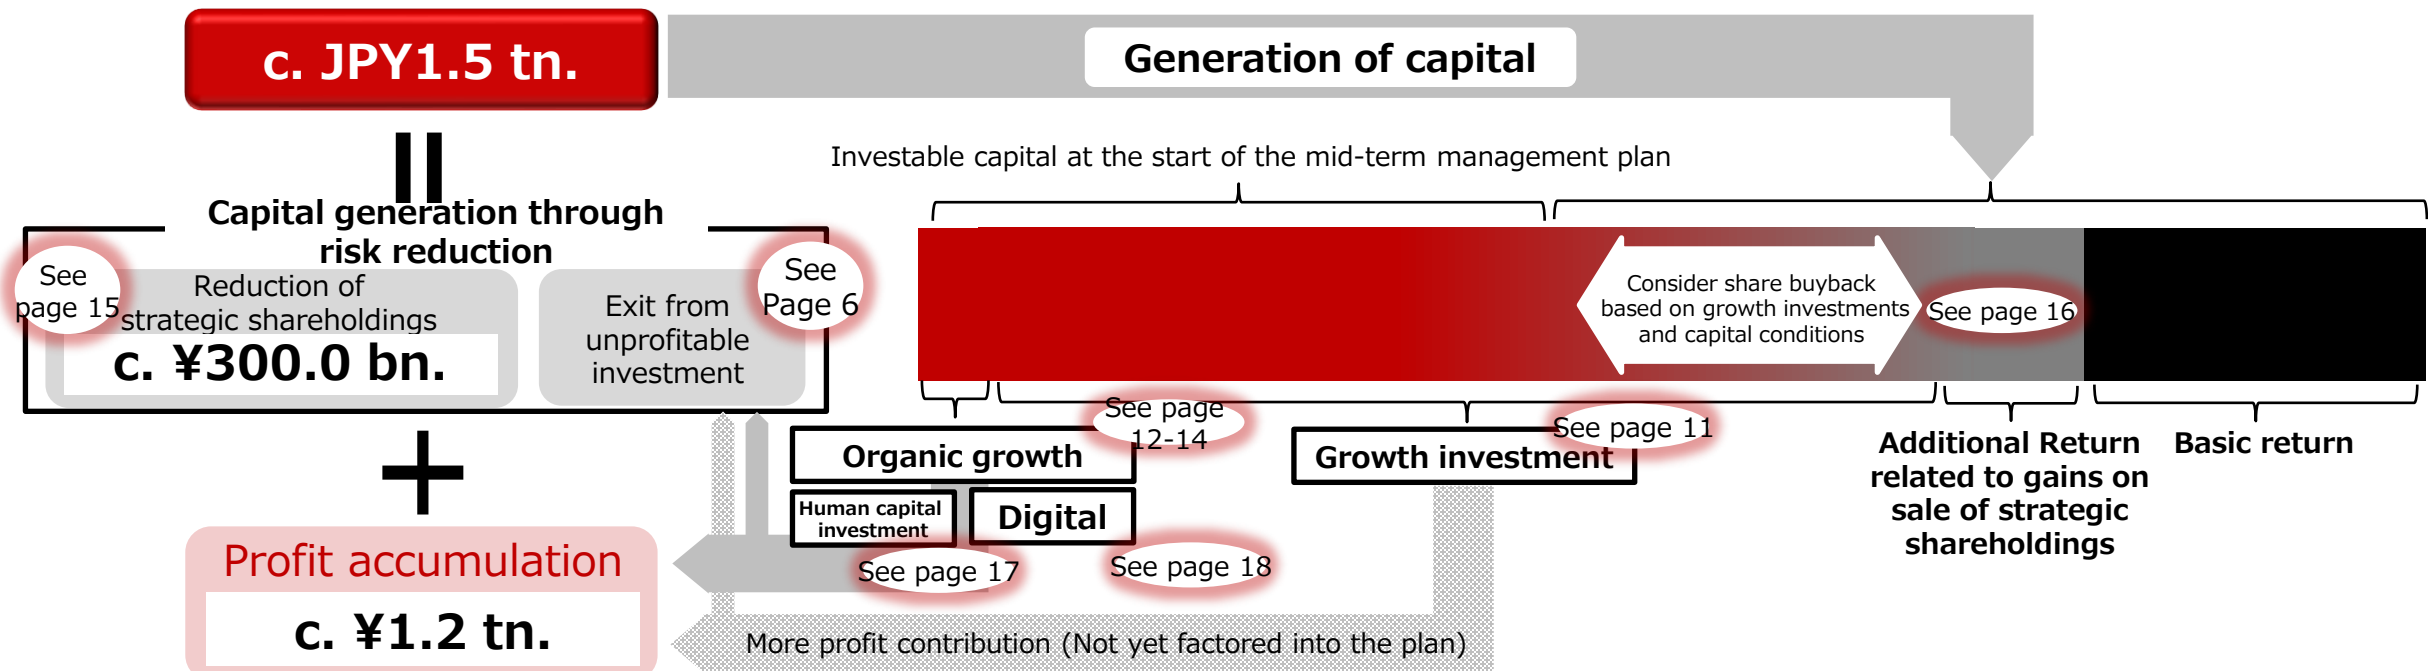 c. JPY1.5 tn.
Generation of capital
Investable capital at the start of the mid-term management plan
Capital generation through
risk reduction
See
page 15
Reduction of
strategic shareholdings
c. ¥300.0 bn.
Exit from
unprofitable
investment
See
Page 6
Consider share buyback
based on growth investments
and capital conditions
See page 16
See page
12-14
See page 11
Organic growth
Human capital
investment
Digital
Growth investment
Additional Return
related to gains on
sale of strategic
shareholdings
Basic return
See page 17
See page 18
Profit accumulation
c. ¥1.2 tn.
More profit contribution (Not yet factored into the plan)